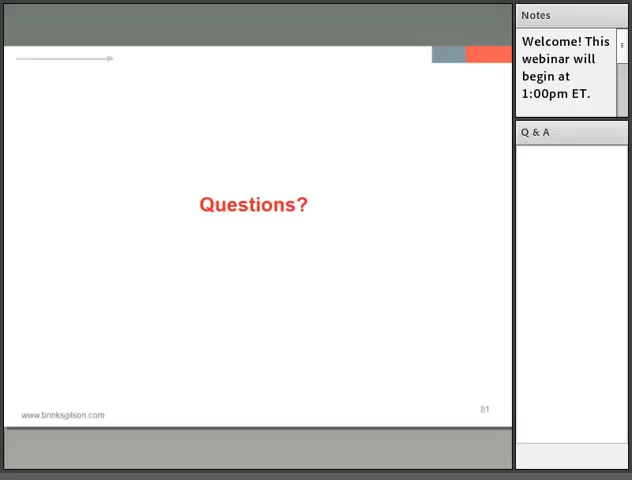 Questions?
www.brinksgilson.com
81
Notes
Welcome! This
webinar will
begin at
1:00pm ET.
Q & A